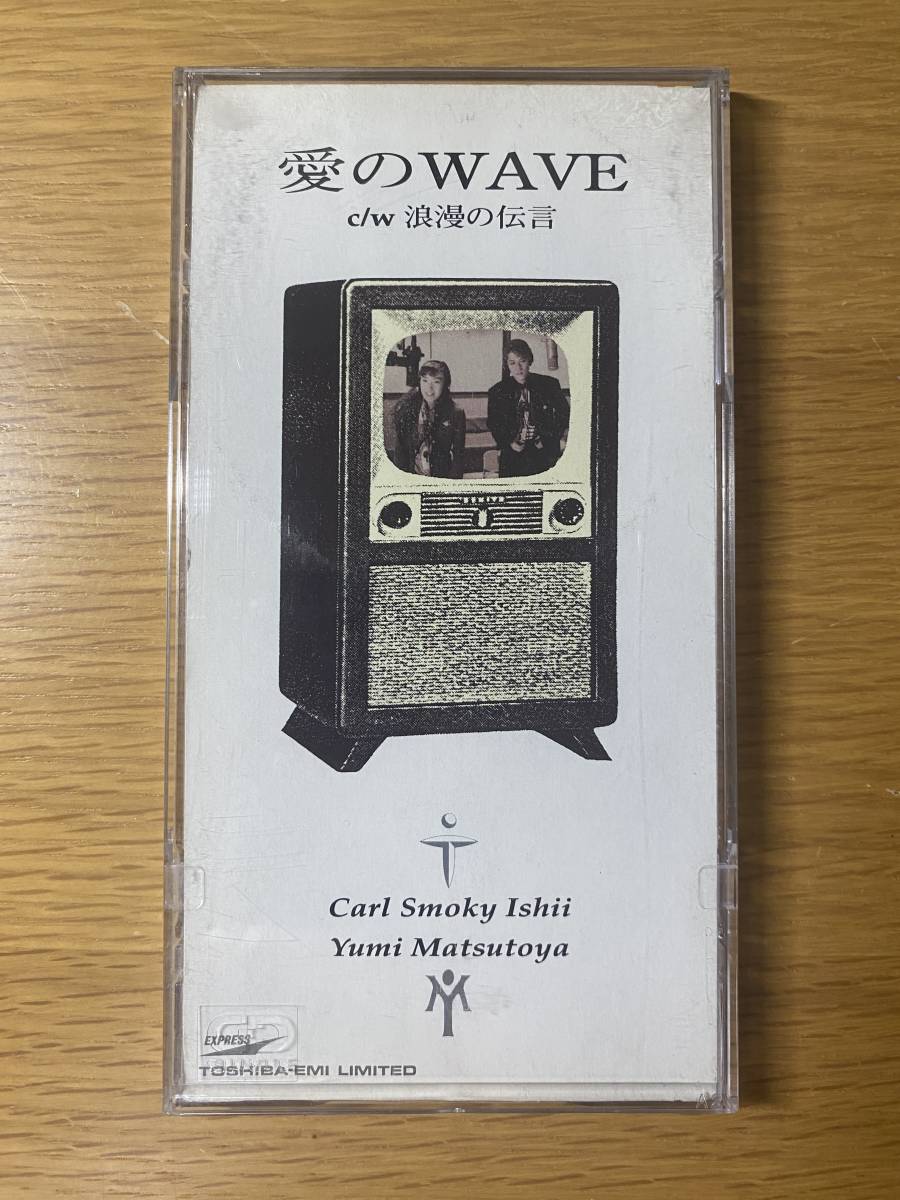 愛のWAVE
c/w 浪漫の伝言
Carl Smoky Ishii
Yumi Matsutoya
EXPRESS
TOSHIBA-EMI LIMITED